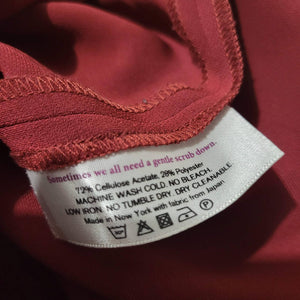 Sometimes we all need a gentle scrub down.
72% Cellulose Acetate, 28% Polyester
MACHINE WASH COLD. NO BLEACH.
LOW IRON. NO TUMBLE DRY. DRY CLEANABLE
Made in New York with fabric from Japan